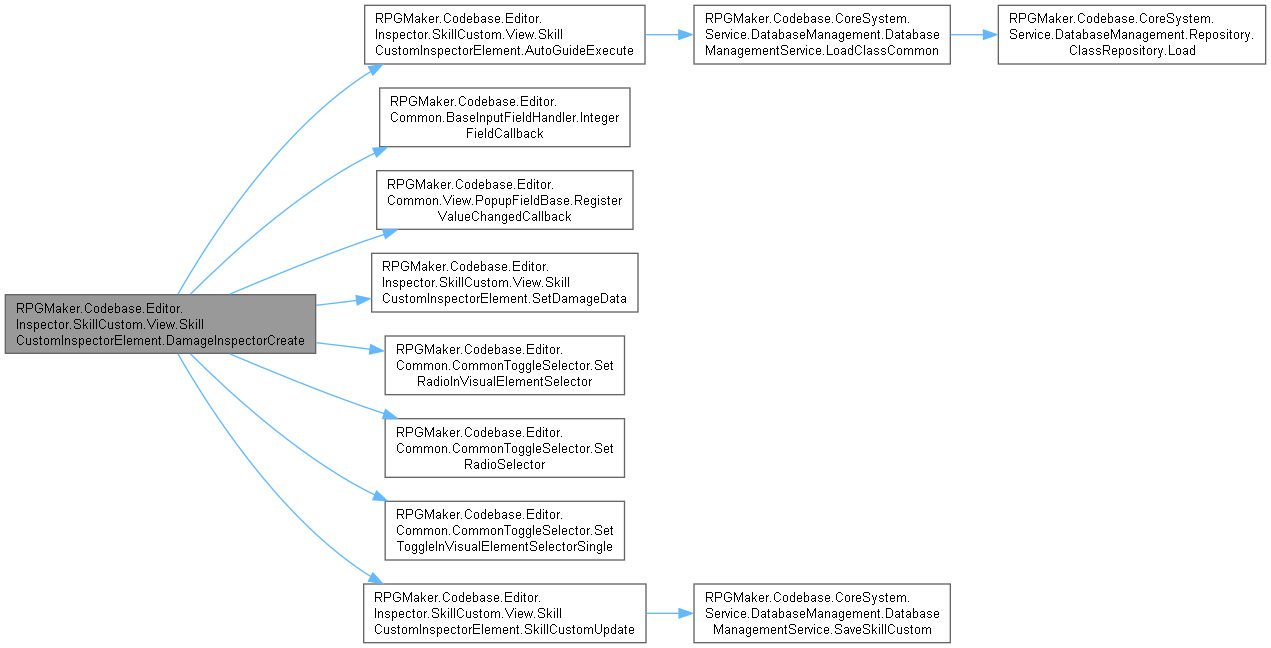 RPGMaker.Codebase.Editor.
Inspector.SkillCustom.View.Skill
CustomInspectorElement.DamageInspectorCreate
RPGMaker.Codebase.Editor.
Inspector.SkillCustom.View.Skill
CustomInspectorElement.AutoGuideExecute
RPGMaker.Codebase.CoreSystem.
Service.DatabaseManagement.Database
ManagementService.LoadClassCommon
RPGMaker.Codebase.CoreSystem.
Service.DatabaseManagement.Repository.
ClassRepository.Load
RPGMaker.Codebase.Editor.
Common.BaseInputFieldHandler.Integer
FieldCallback
RPGMaker.Codebase.Editor.
Common.View.PopupFieldBase.Register
ValueChangedCallback
RPGMaker.Codebase.Editor.
Inspector.SkillCustom.View.Skill
CustomInspectorElement.SetDamageData
RPGMaker.Codebase.Editor.
Common.CommonToggleSelector.Set
RadioInVisualElementSelector
RPGMaker.Codebase.Editor.
Common.CommonToggleSelector.Set
RadioSelector
RPGMaker.Codebase.Editor.
Common.CommonToggleSelector.Set
ToggleInVisualElementSelectorSingle
RPGMaker.Codebase.Editor.
Inspector.SkillCustom.View.Skill
CustomInspectorElement.SkillCustomUpdate
RPGMaker.Codebase.CoreSystem.
Service.DatabaseManagement.Database
ManagementService.SaveSkillCustom